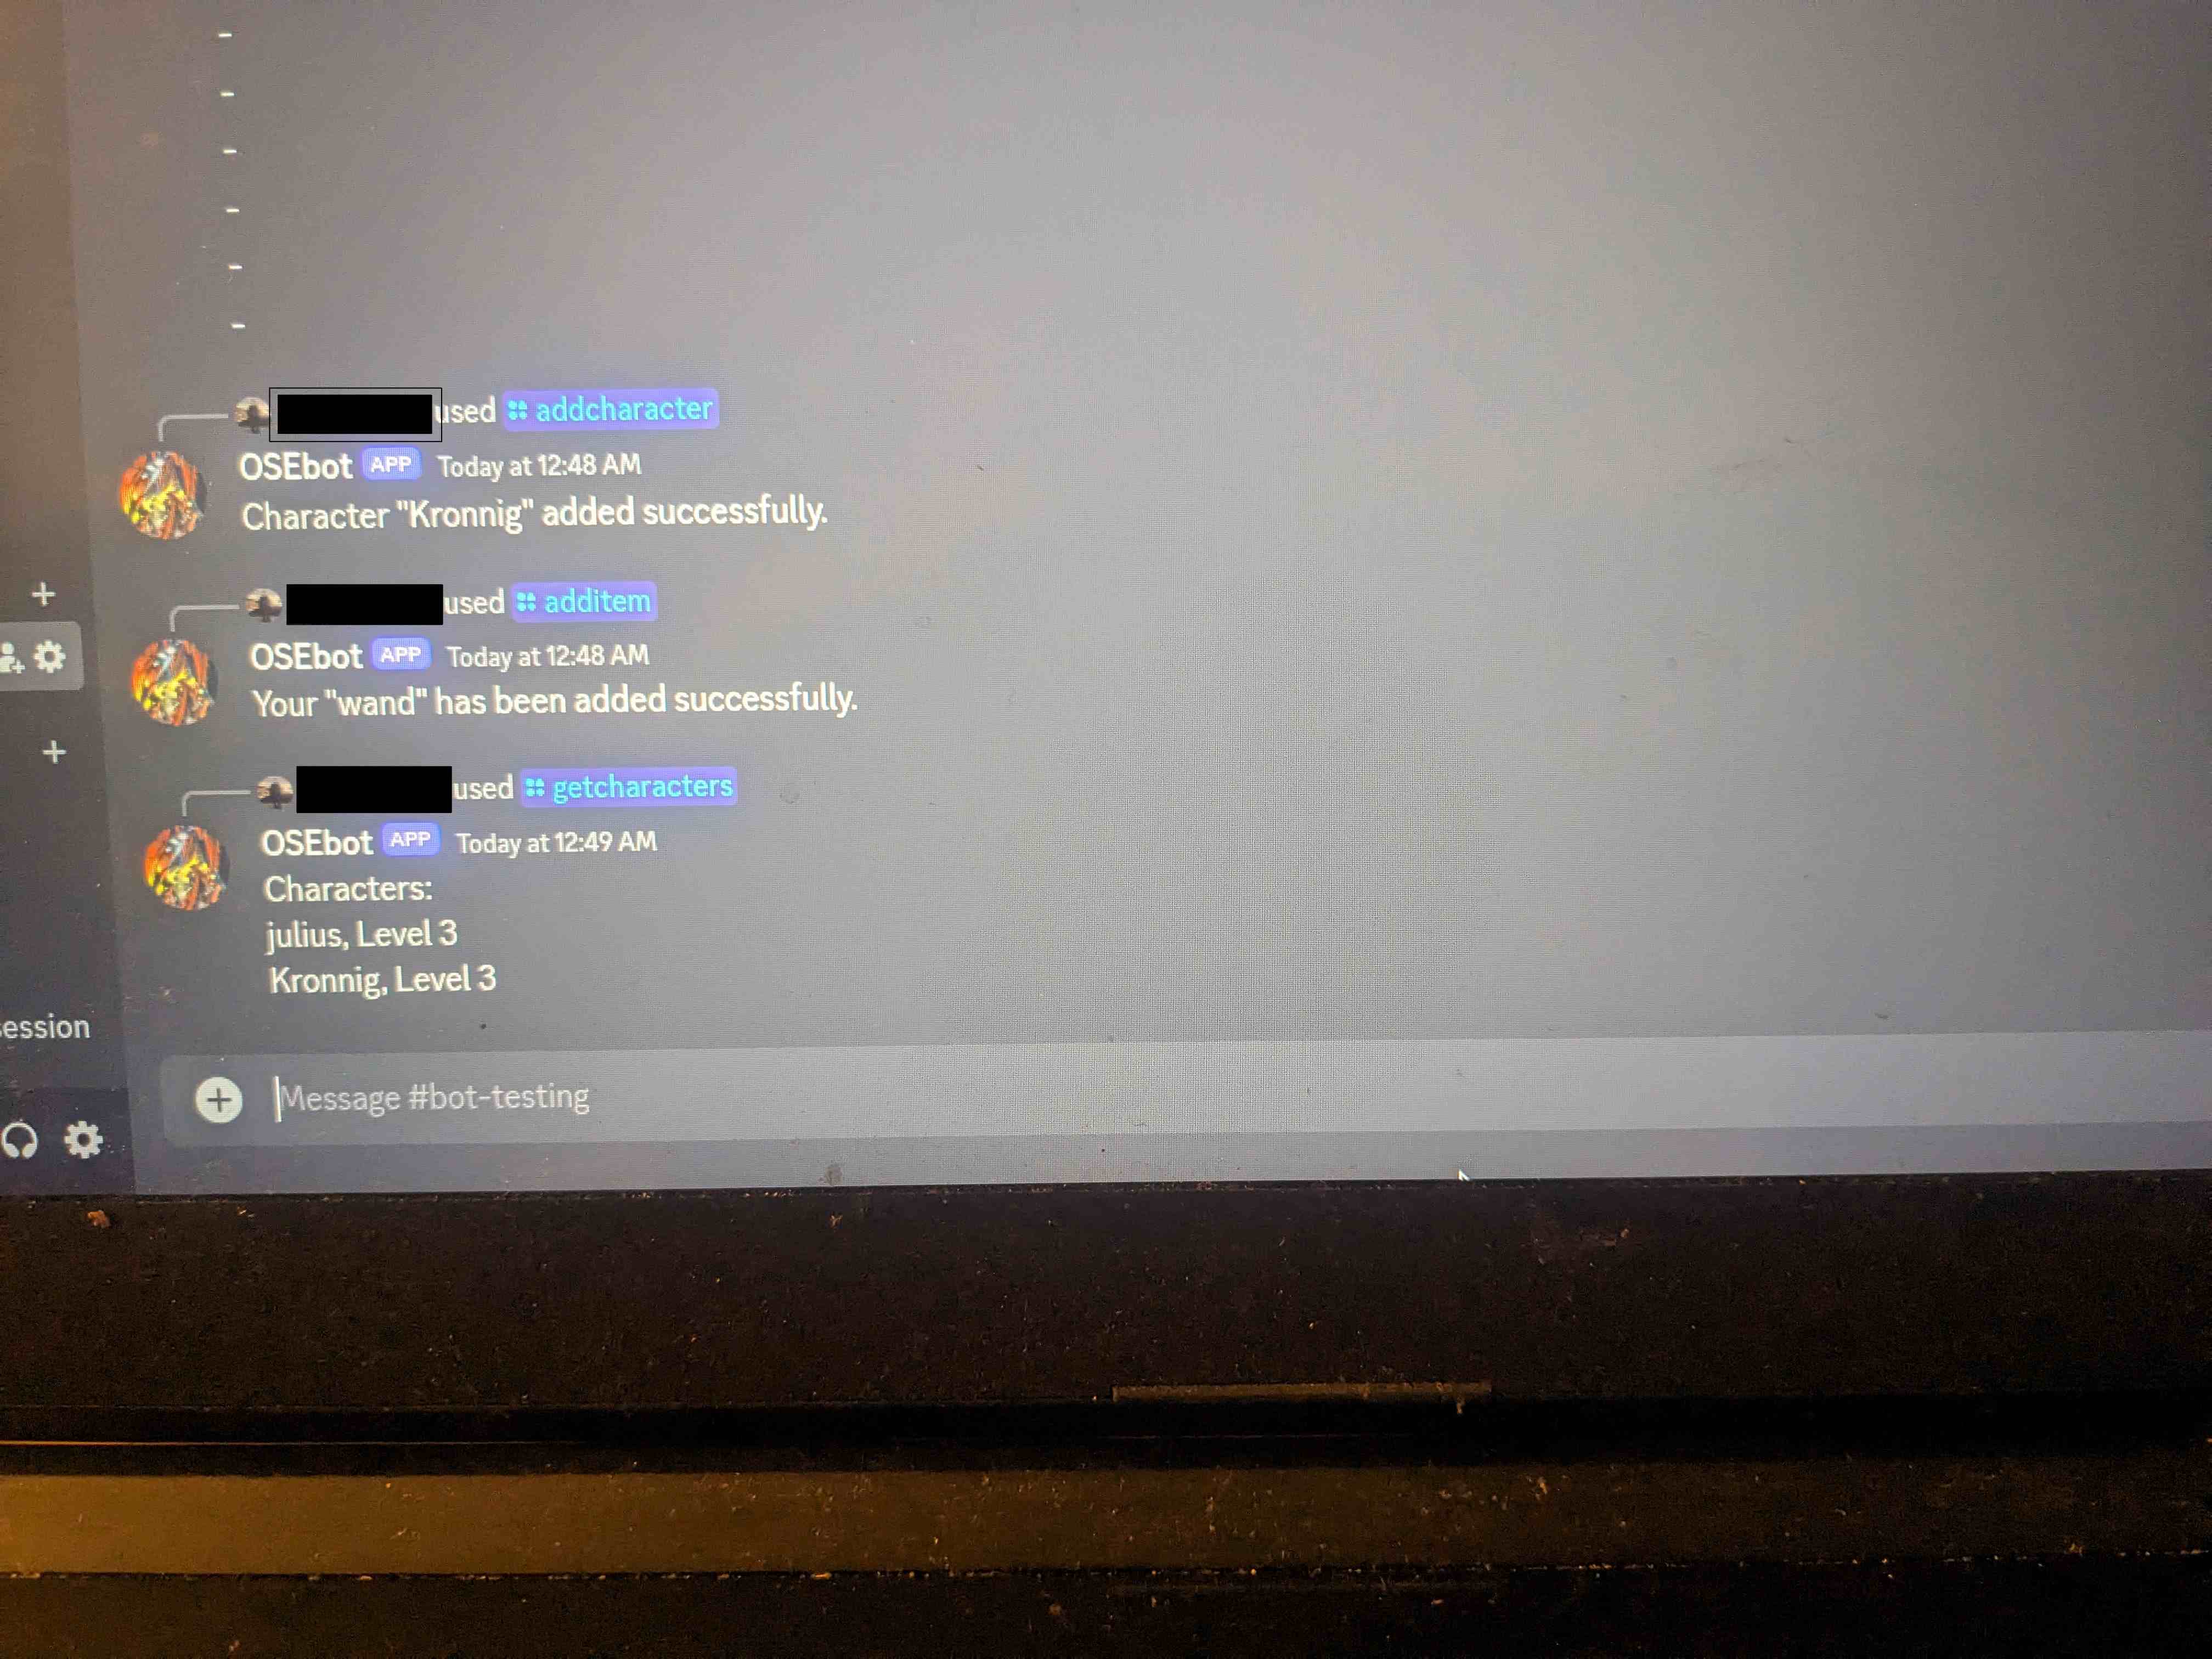 -
-
-
-
-
-
used addcharacter
OSEbot APP Today at 12:48 AM
Character "Kronnig" added successfully.
used additem
OSEbot APP Today at 12:48 AM
Your "wand" has been added successfully.
used getcharacters
OSEbot APP Today at 12:49 AM
Characters:
julius, Level 3
Kronnig, Level 3
ession
Message #bot-testing